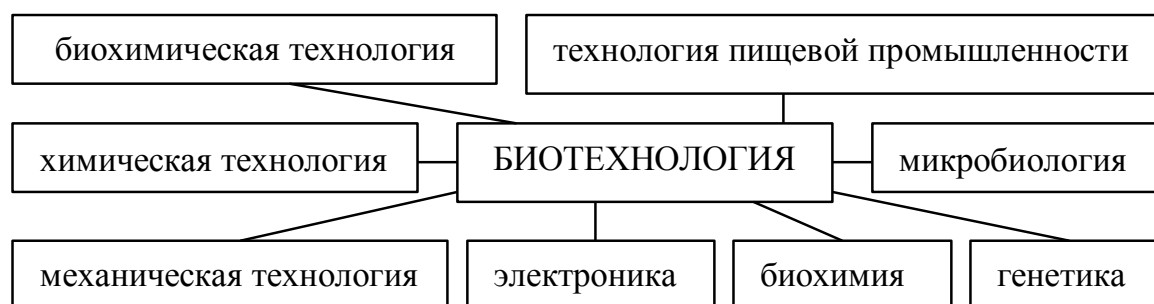 биохимическая технология
технология пищевой промышленности
химическая технология
БИОТЕХНОЛОГИЯ
микробиология
механическая технология
электроника
биохимия
генетика